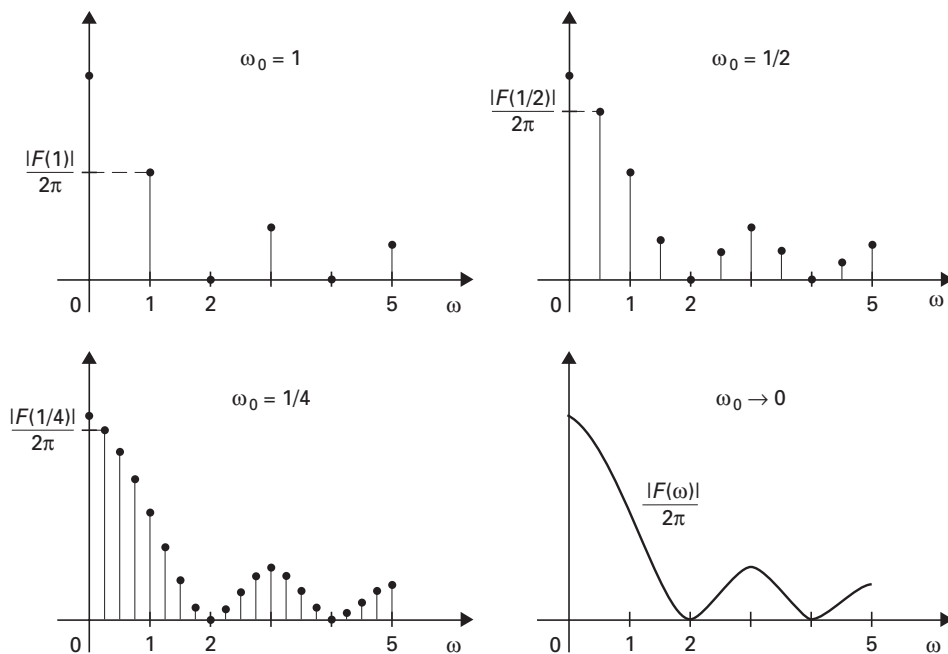 ω₀ = 1
|F(1)|
2π
0 1 2 5 ω
ω₀ = 1/2
|F(1/2)|
2π
0 1 2 5 ω
ω₀ = 1/4
|F(1/4)|
2π
0 1 2 5 ω
ω₀ → 0
|F(ω)|
2π
0 1 2 5 ω